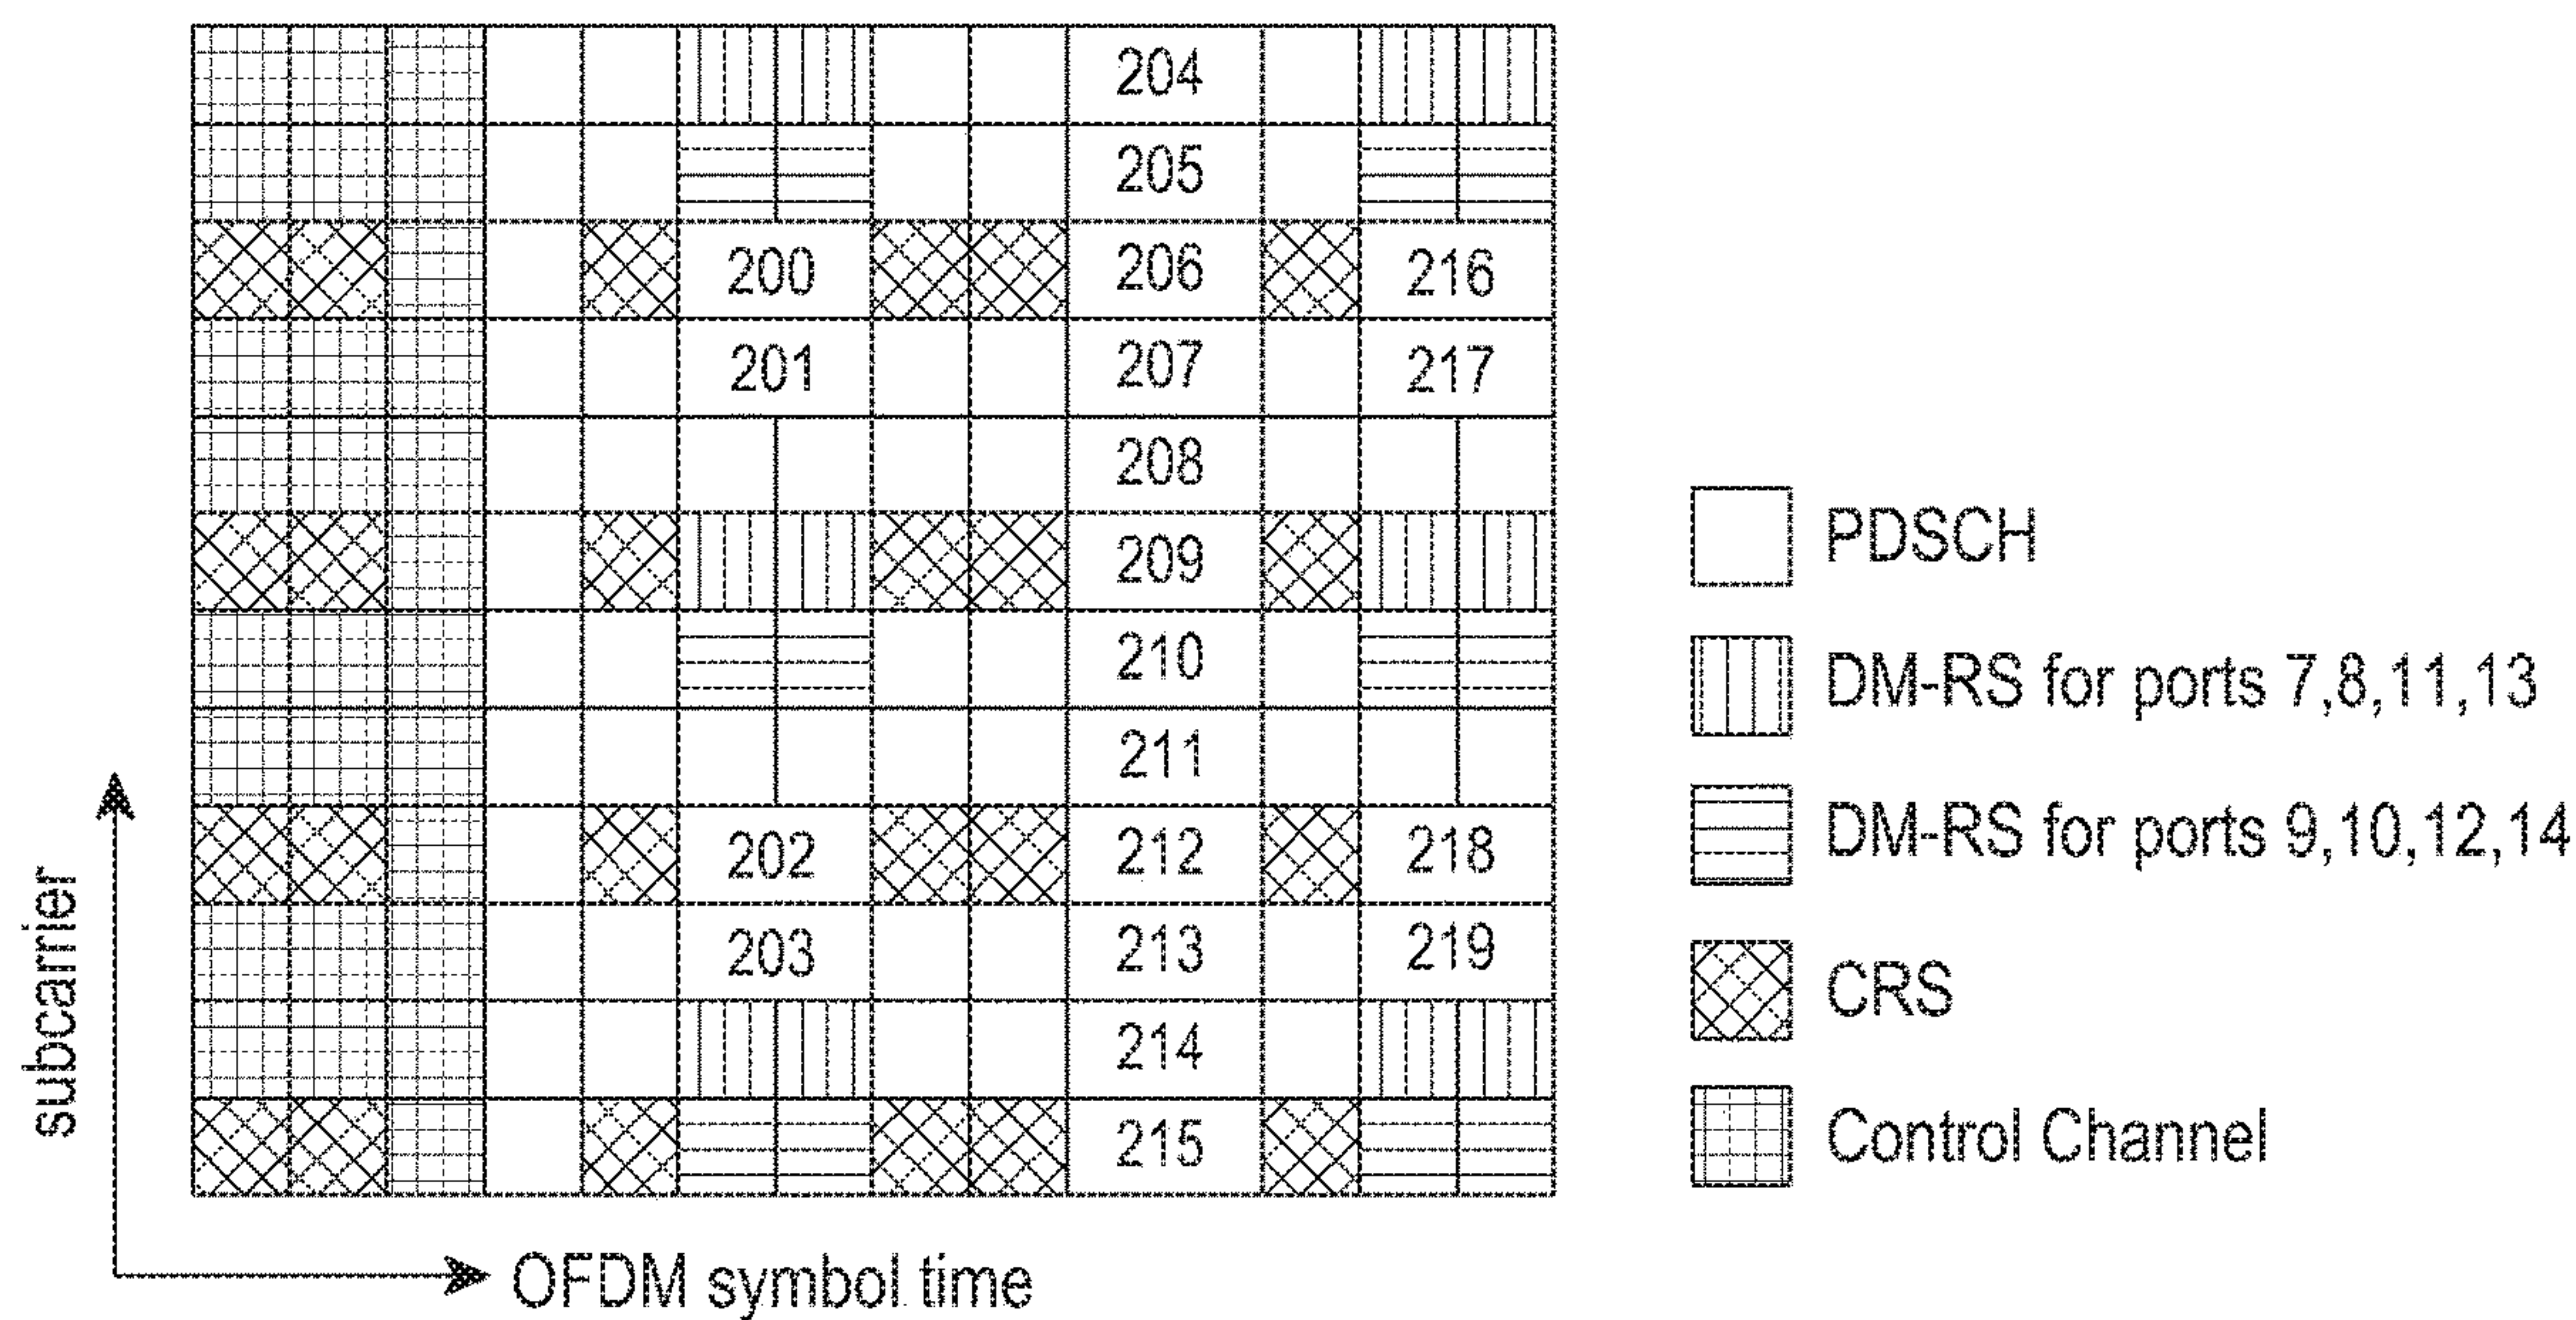 204
205
200 206 216
201 207 217
208
209
210
211
202 212 218
203 213 219
214
215
subcarrier
OFDM symbol time
PDSCH
DM-RS for ports 7,8,11,13
DM-RS for ports 9,10,12,14
CRS
Control Channel